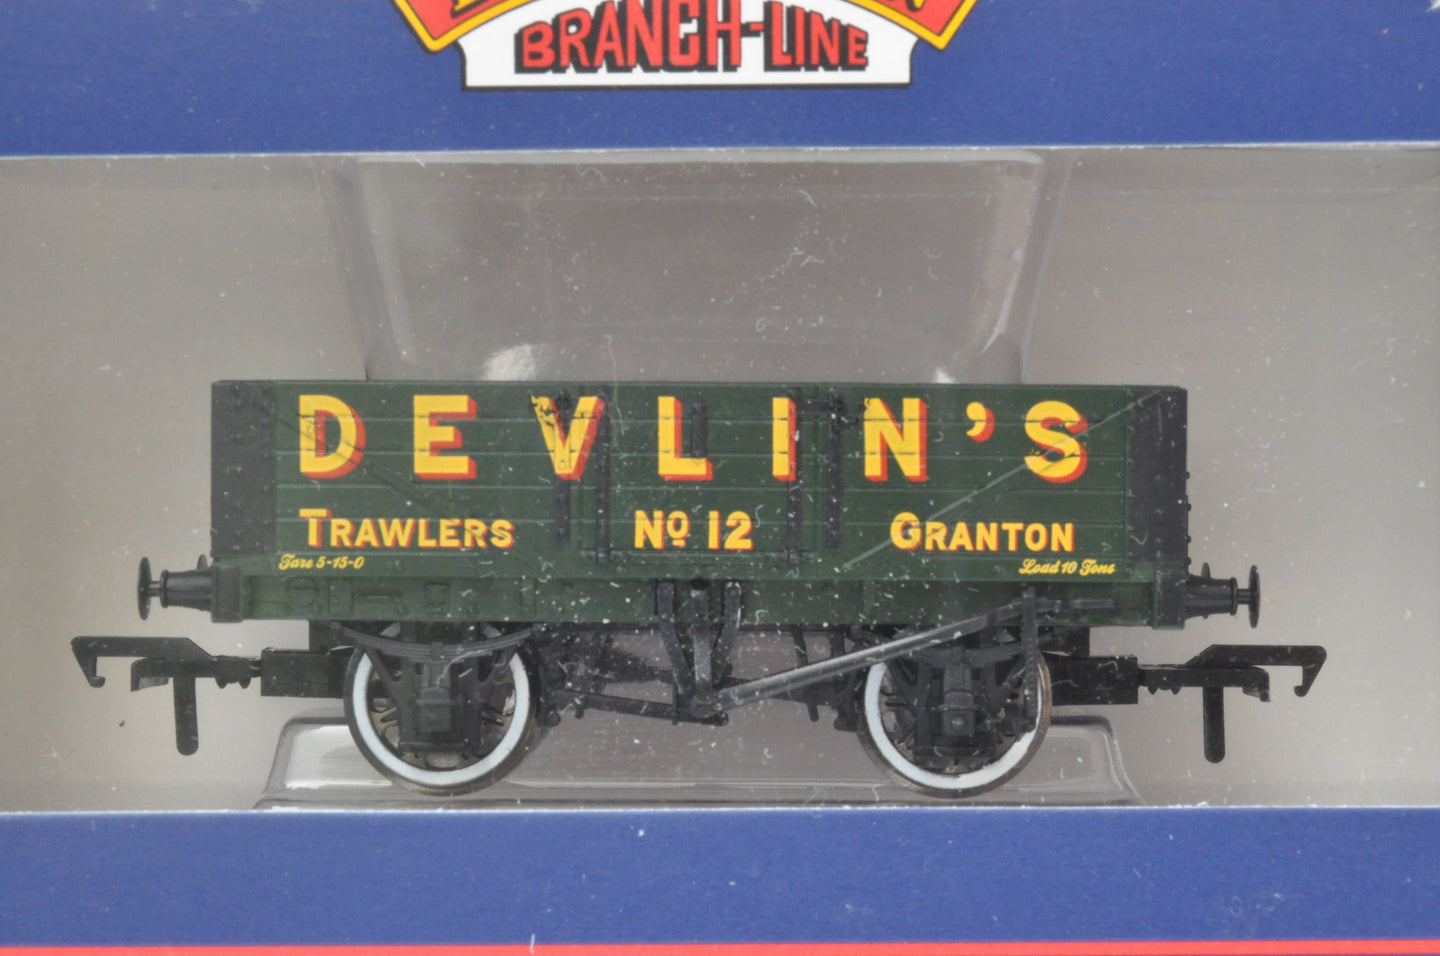 BRANCH-LINE
DEVLIN'S
TRAWLERS Nº 12 GRANTON
Tare 5-15-0 Load 10 Tons